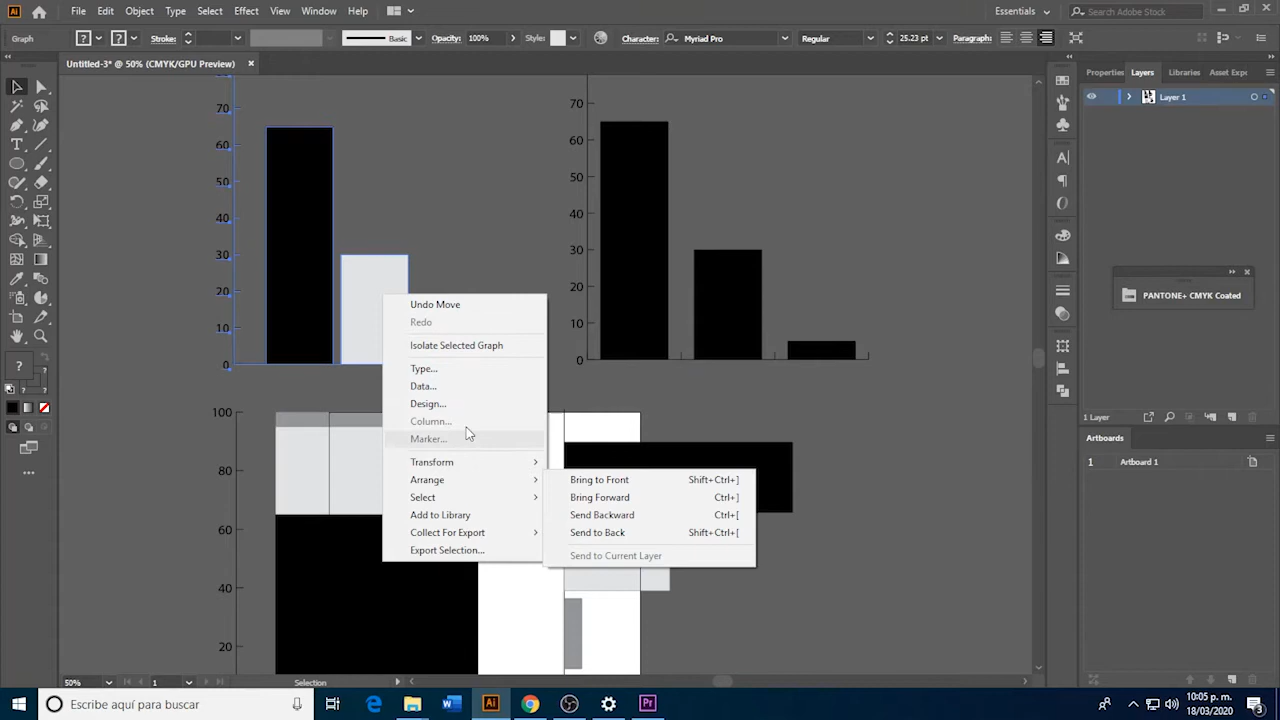 Ai File Edit Object Type Select Effect View Window Help Essentials Search Adobe Stock
Graph ? ? Stroke: Basic Opacity: 100% Style: Character: Myriad Pro Regular 25.23 pt Paragraph:
Untitled-3* @ 50% (CMYK/GPU Preview)
Properties Layers Libraries Asset Expo
Layer 1
70
60
50
40
30
20
10
0
70
60
50
40
30
20
10
0
PANTONE+ CMYK Coated
Undo Move
Redo
Isolate Selected Graph
Type...
Data...
Design...
Column...
Marker...
Transform
Arrange
Select
Add to Library
Collect For Export
Export Selection...
Bring to Front Shift+Ctrl+]
Bring Forward Ctrl+]
Send Backward Ctrl+[
Send to Back Shift+Ctrl+[
Send to Current Layer
100
80
60
40
20
1 Layer
Artboards
1 Artboard 1
50% 1 Selection
Escribe aquí para buscar
10:05 p. m.
18/03/2020
3